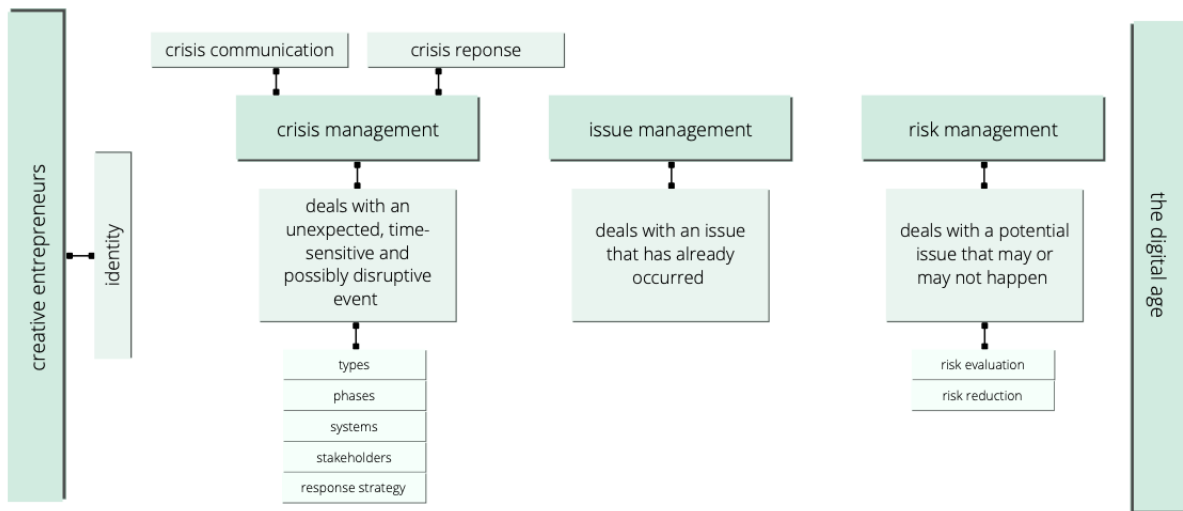 creative entrepreneurs
identity
crisis communication
crisis reponse
crisis management
deals with an
unexpected, time-
sensitive and
possibly disruptive
event
types
phases
systems
stakeholders
response strategy
issue management
deals with an issue
that has already
occurred
risk management
deals with a potential
issue that may or
may not happen
risk evaluation
risk reduction
the digital age